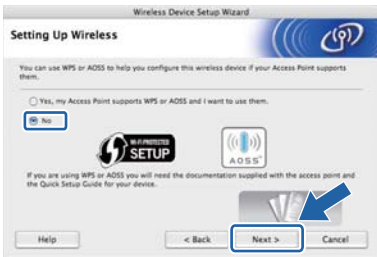 Wireless Device Setup Wizard
Setting Up Wireless
You can use WPS or AOSS to help you configure this wireless device if your Access Point supports
them.
Yes, my Access Point supports WPS or AOSS and I want to use them.
No
Wi-Fi PROTECTED
SETUP
AOSS
If you are using WPS or AOSS you will need the documentation supplied with the access point and
the Quick Setup Guide for your device.
Help
< Back
Next >
Cancel